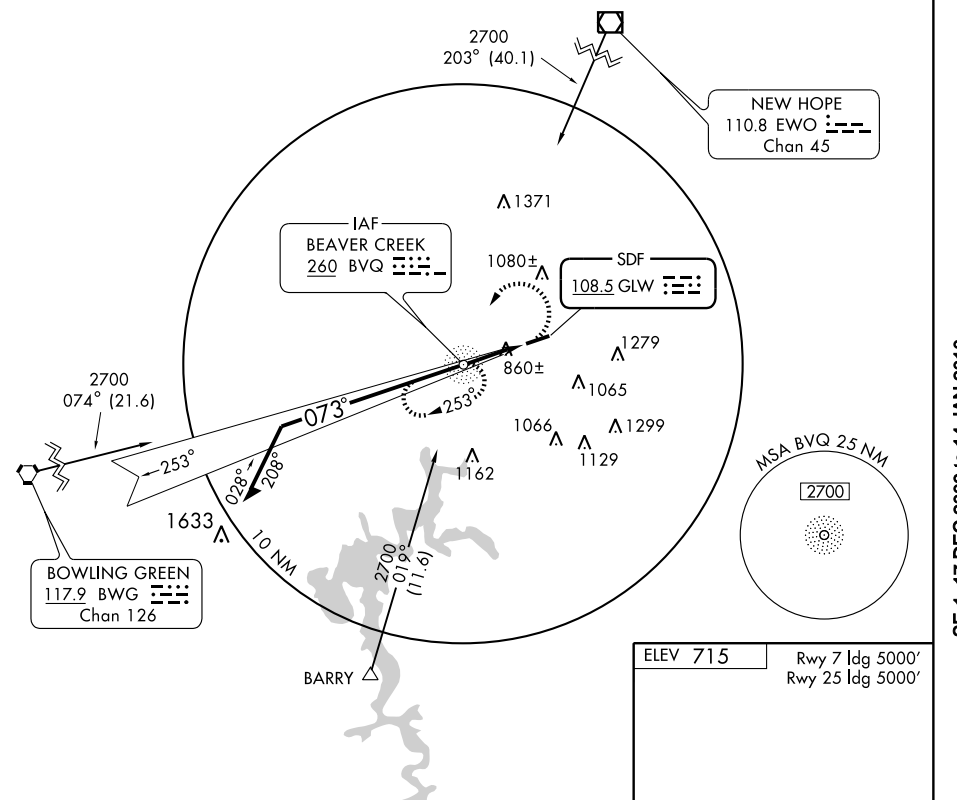 2700
203° (40.1)
NEW HOPE
110.8 EWO
Chan 45
1371
IAF
BEAVER CREEK
260 BVQ
1080±
SDF
108.5 GLW
860±
1279
1065
2700
074° (21.6)
073°
253°
253°
1066
1299
1129
1162
028°
208°
1633
10 NM
MSA BVQ 25 NM
2700
BOWLING GREEN
117.9 BWG
Chan 126
2700
019°
(11.6)
BARRY
ELEV 715
Rwy 7 ldg 5000'
Rwy 25 ldg 5000'